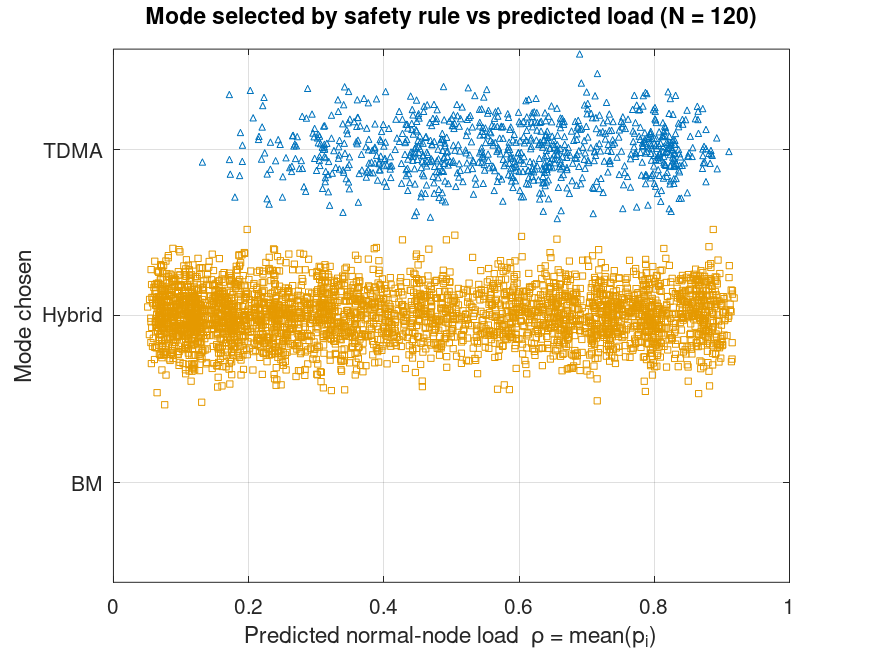 Mode selected by safety rule vs predicted load (N = 120)
Mode chosen
TDMA
Hybrid
BM
0 0.2 0.4 0.6 0.8 1
Predicted normal-node load ρ = mean(pᵢ)